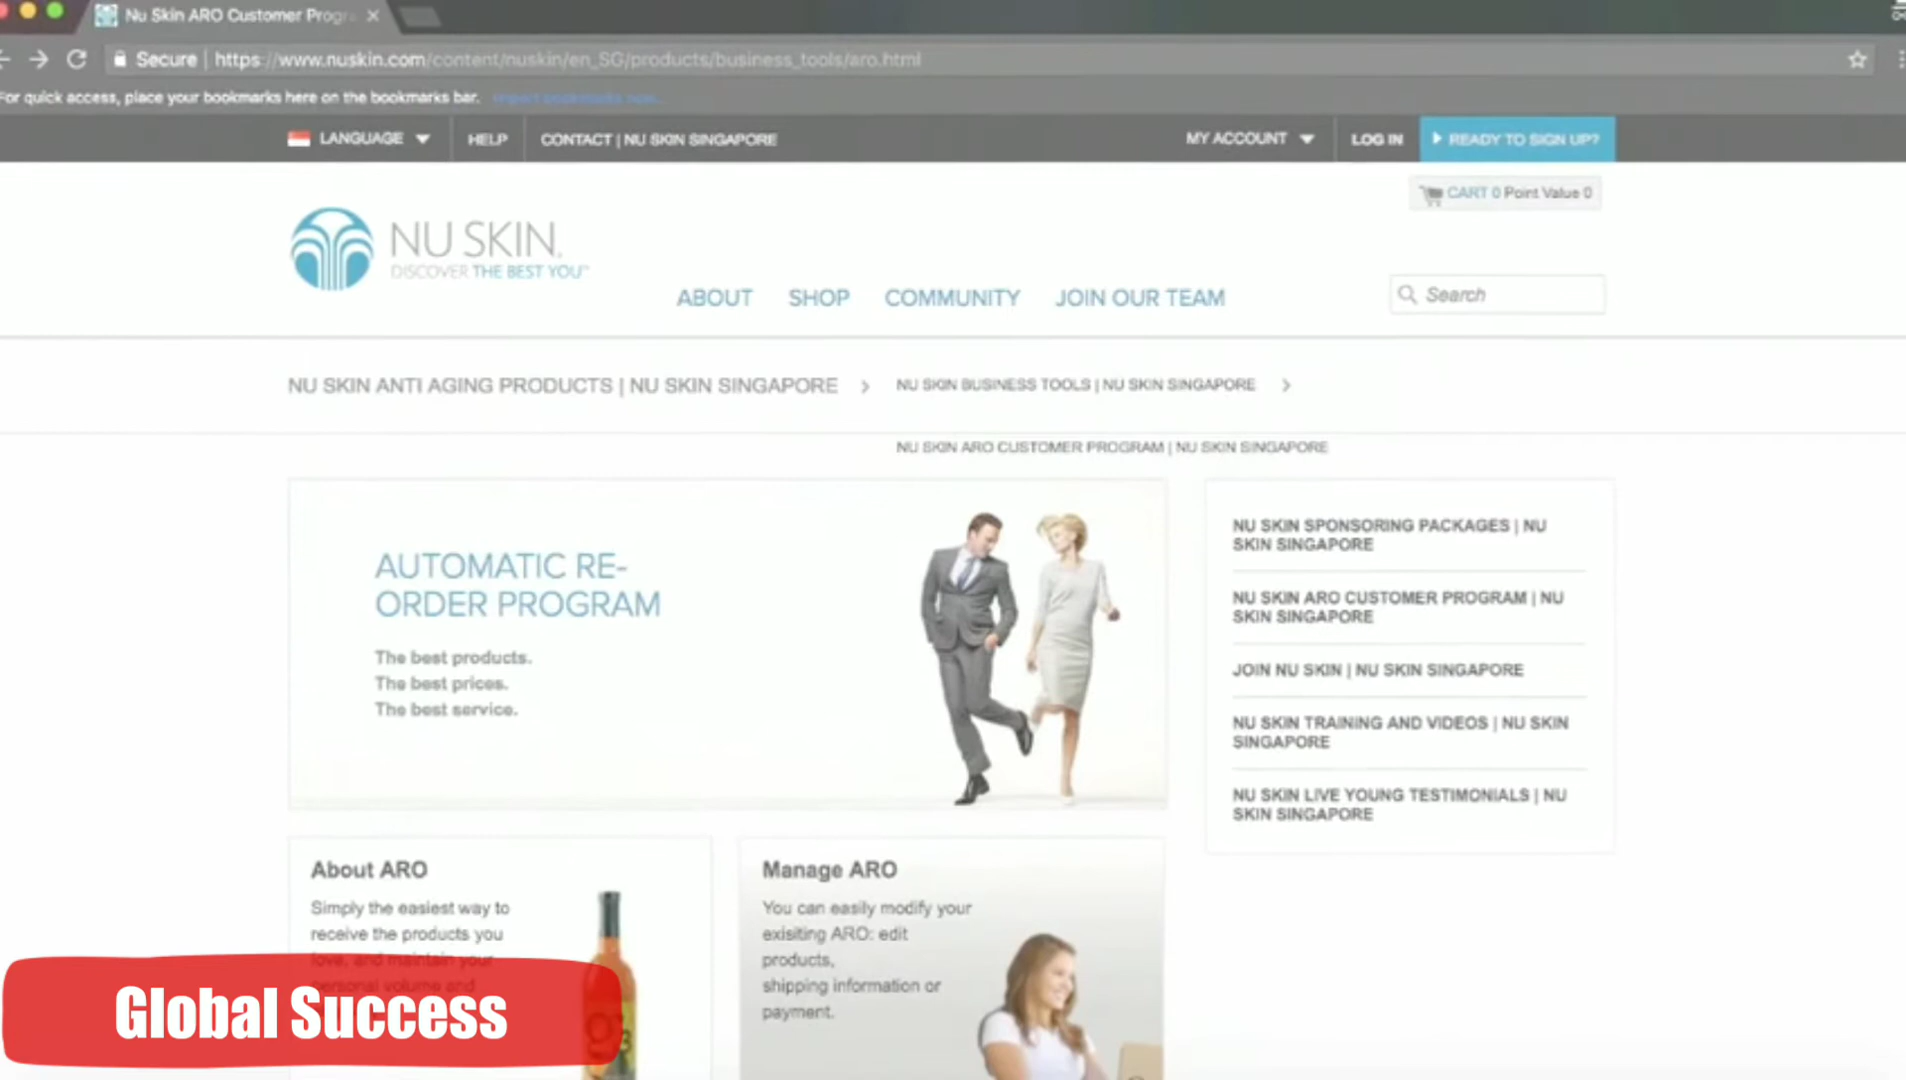 Nu Skin ARO Customer Progra
Secure | https://www.nuskin.com/content/nuskin/en_SG/products/business_tools/aro.html
For quick access, place your bookmarks here on the bookmarks bar. Import bookmarks now...
LANGUAGE HELP CONTACT | NU SKIN SINGAPORE MY ACCOUNT LOG IN READY TO SIGN UP?
CART 0 Point Value 0
NU SKIN.
DISCOVER THE BEST YOU™
ABOUT SHOP COMMUNITY JOIN OUR TEAM Search
NU SKIN ANTI AGING PRODUCTS | NU SKIN SINGAPORE > NU SKIN BUSINESS TOOLS | NU SKIN SINGAPORE >
NU SKIN ARO CUSTOMER PROGRAM | NU SKIN SINGAPORE
AUTOMATIC RE-
ORDER PROGRAM
The best products.
The best prices.
The best service.
NU SKIN SPONSORING PACKAGES | NU
SKIN SINGAPORE
NU SKIN ARO CUSTOMER PROGRAM | NU
SKIN SINGAPORE
JOIN NU SKIN | NU SKIN SINGAPORE
NU SKIN TRAINING AND VIDEOS | NU SKIN
SINGAPORE
NU SKIN LIVE YOUNG TESTIMONIALS | NU
SKIN SINGAPORE
About ARO
Simply the easiest way to
receive the products you
love, and maintain your
personal volume and
Manage ARO
You can easily modify your
exisiting ARO: edit
products,
shipping information or
payment.
g3
Global Success